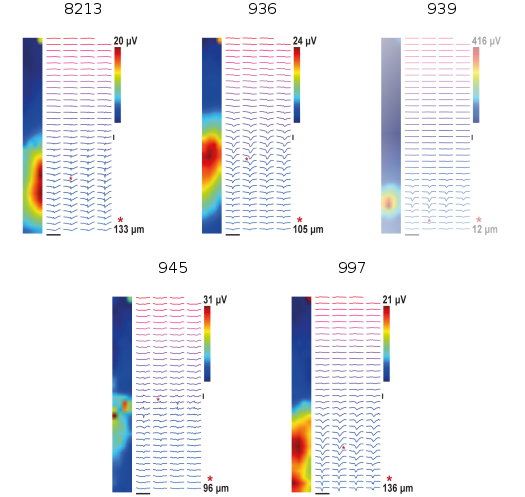 8213
936
939
20 µV
24 µV
416 µV
*
133 µm
*
105 µm
*
12 µm
945
997
31 µV
21 µV
*
96 µm
*
136 µm